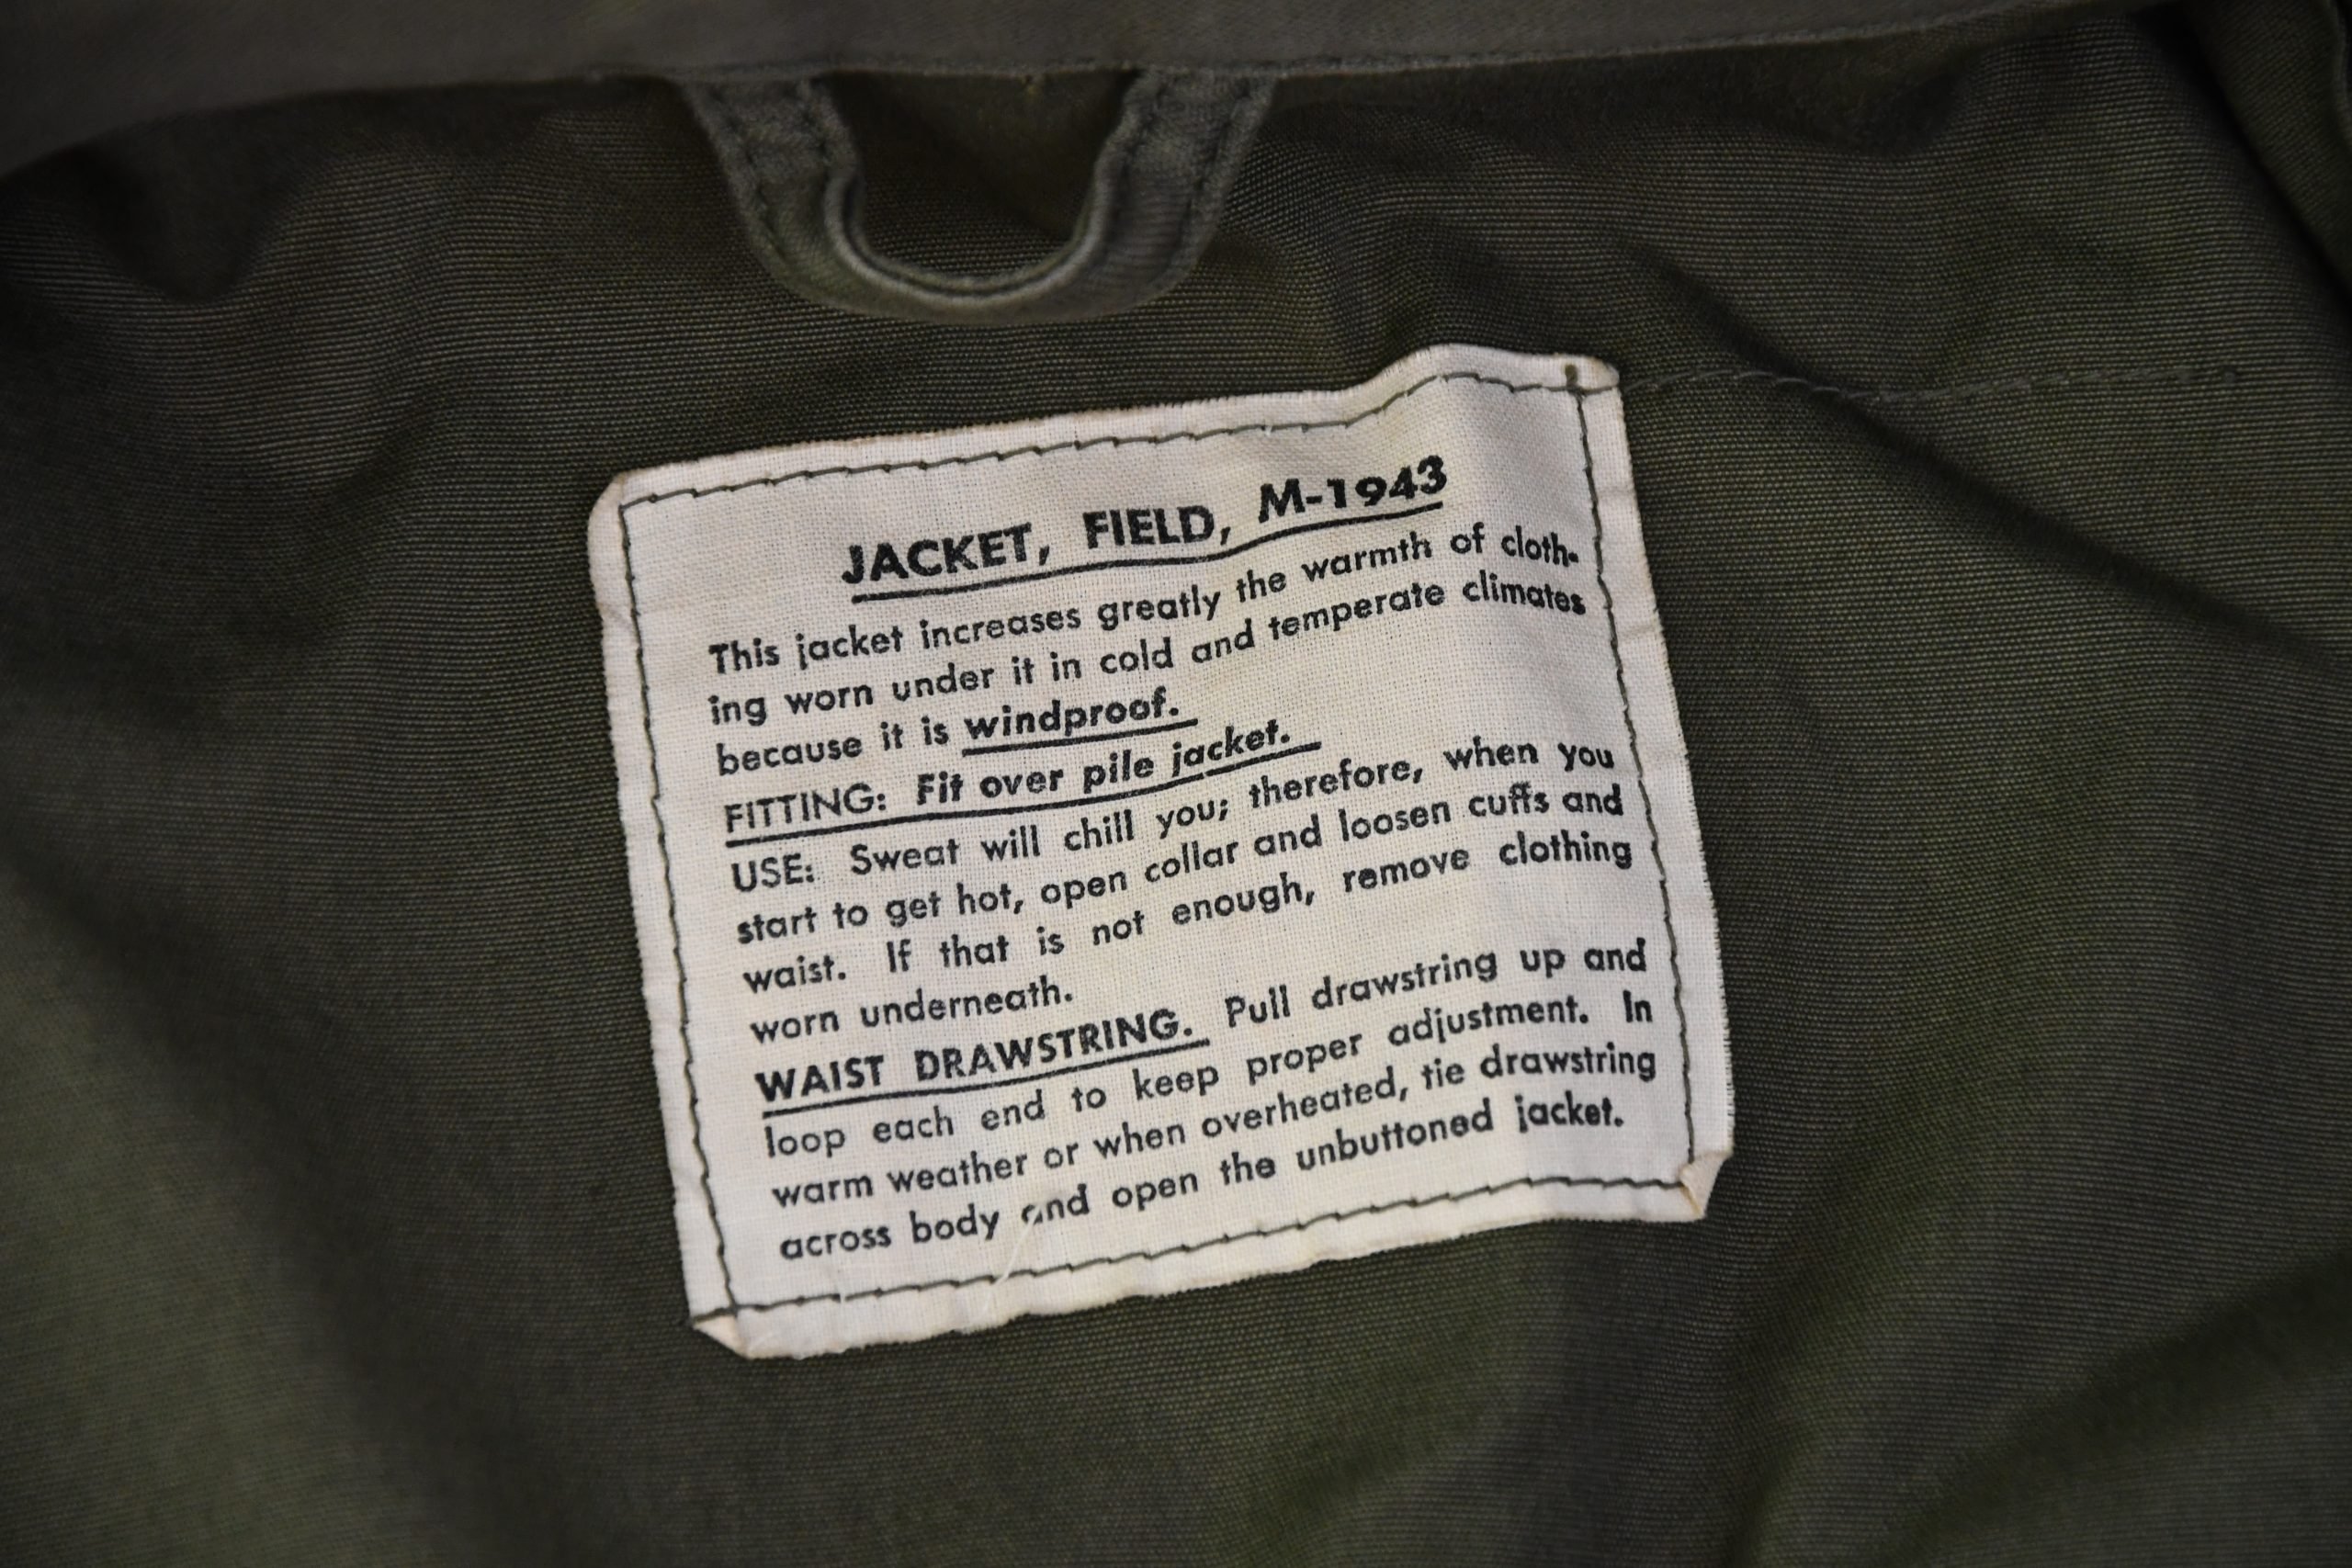 JACKET, FIELD, M-1943
This jacket increases greatly the warmth of cloth-
ing worn under it in cold and temperate climates
because it is windproof.
FITTING: Fit over pile jacket.
USE: Sweat will chill you; therefore, when you
start to get hot, open collar and loosen cuffs and
waist. If that is not enough, remove clothing
worn underneath.
WAIST DRAWSTRING. Pull drawstring up and
loop each end to keep proper adjustment. In
warm weather or when overheated, tie drawstring
across body and open the unbuttoned jacket.